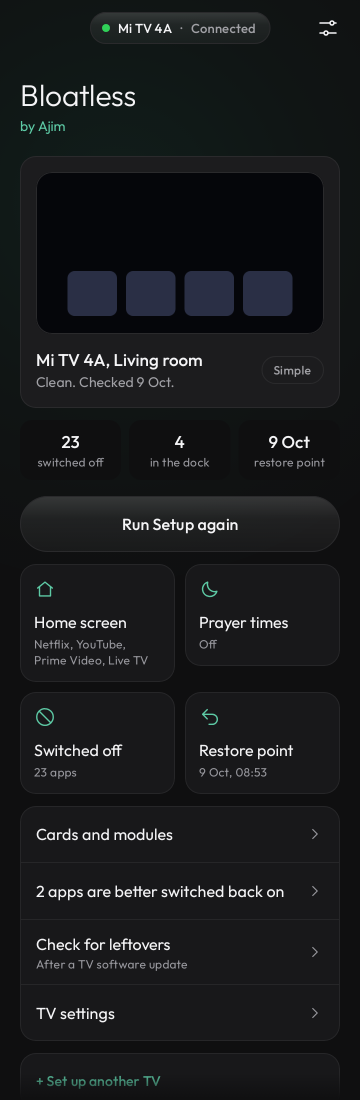 Mi TV 4A · Connected
Bloatless
by Ajim
Mi TV 4A, Living room
Clean. Checked 9 Oct.
Simple
23
switched off
4
in the dock
9 Oct
restore point
Run Setup again
Home screen
Netflix, YouTube,
Prime Video, Live TV
Prayer times
Off
Switched off
23 apps
Restore point
9 Oct, 08:53
Cards and modules
2 apps are better switched back on
Check for leftovers
After a TV software update
TV settings
+ Set up another TV